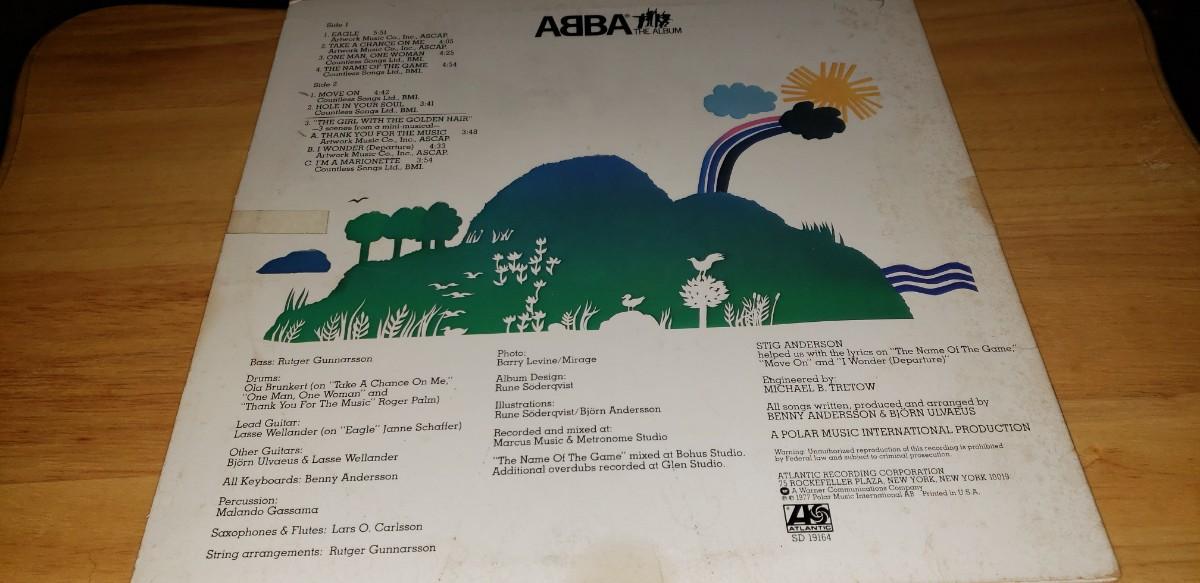 ABBA
THE ALBUM
Side 1
1. EAGLE 5:51
Artwork Music Co., Inc., ASCAP.
2. TAKE A CHANCE ON ME 4:05
Artwork Music Co., Inc., ASCAP.
3. ONE MAN, ONE WOMAN 4:25
Countless Songs Ltd., BMI.
4. THE NAME OF THE GAME 4:54
Countless Songs Ltd., BMI.
Side 2
1. MOVE ON 4:42
Countless Songs Ltd., BMI.
2. HOLE IN YOUR SOUL 3:41
Countless Songs Ltd., BMI.
3. "THE GIRL WITH THE GOLDEN HAIR"
—3 scenes from a mini-musical—
A. THANK YOU FOR THE MUSIC 3:48
Artwork Music Co., Inc., ASCAP.
B. I WONDER (Departure) 4:33
Artwork Music Co., Inc., ASCAP.
C. I'M A MARIONETTE 3:54
Countless Songs Ltd., BMI.
Bass: Rutger Gunnarsson
Drums:
Ola Brunkert (on "Take A Chance On Me,"
"One Man, One Woman" and
"Thank You For The Music" Roger Palm)
Lead Guitar:
Lasse Wellander (on "Eagle" Janne Schaffer)
Other Guitars:
Björn Ulvaeus & Lasse Wellander
All Keyboards: Benny Andersson
Percussion:
Malando Gassama
Saxophones & Flutes: Lars O. Carlsson
String arrangements: Rutger Gunnarsson
Photo:
Barry Levine/Mirage
Album Design:
Rune Söderqvist
Illustrations:
Rune Söderqvist/Björn Andersson
Recorded and mixed at:
Marcus Music & Metronome Studio
"The Name Of The Game" mixed at Bohus Studio.
Additional overdubs recorded at Glen Studio.
STIG ANDERSON
helped us with the lyrics on "The Name Of The Game,"
"Move On" and "I Wonder (Departure)"
Engineered by:
MICHAEL B. TRETOW
All songs written, produced and arranged by
BENNY ANDERSSON & BJÖRN ULVAEUS
A POLAR MUSIC INTERNATIONAL PRODUCTION
Warning: Unauthorized reproduction of this recording is prohibited
by Federal law and subject to criminal prosecution.
ATLANTIC RECORDING CORPORATION
75 ROCKEFELLER PLAZA, NEW YORK, NEW YORK 10019
A Warner Communications Company
℗ © 1977 Polar Music International AB Printed in U.S.A.
ATLANTIC
SD 19164